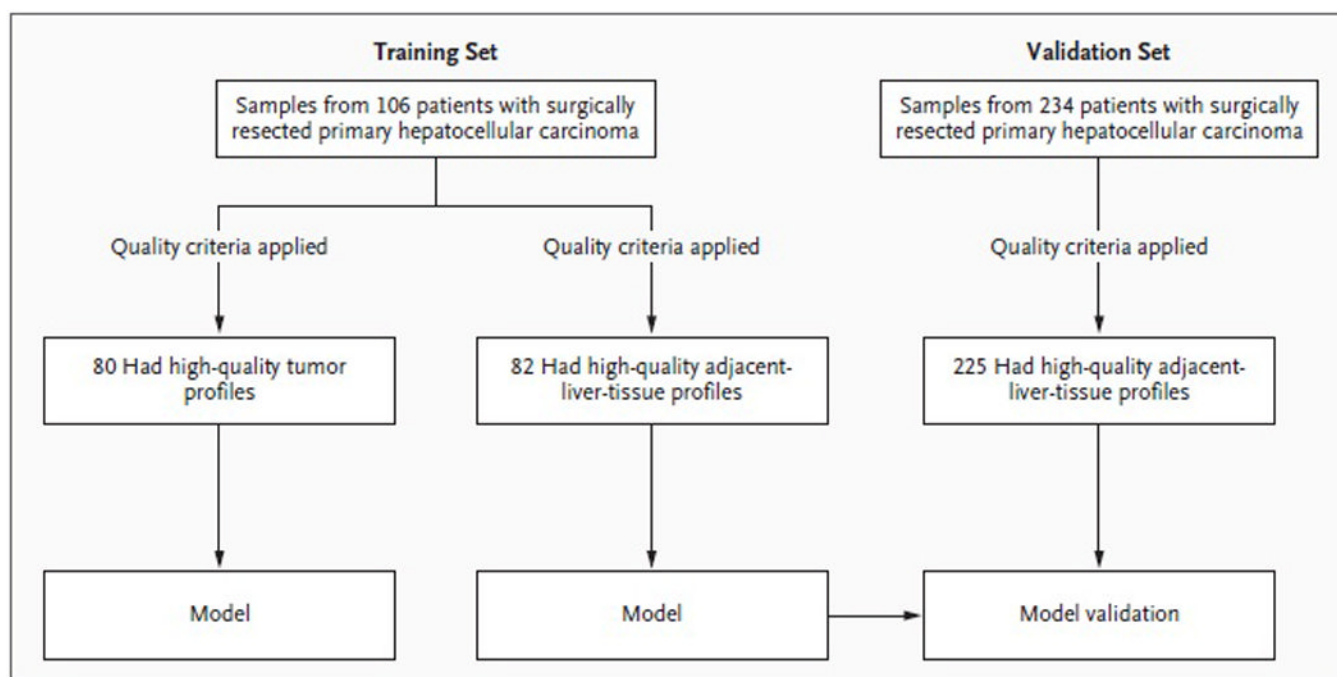 Training Set
Samples from 106 patients with surgically
resected primary hepatocellular carcinoma
Quality criteria applied
Quality criteria applied
80 Had high-quality tumor
profiles
82 Had high-quality adjacent-
liver-tissue profiles
Model
Model
Validation Set
Samples from 234 patients with surgically
resected primary hepatocellular carcinoma
Quality criteria applied
225 Had high-quality adjacent-
liver-tissue profiles
Model validation